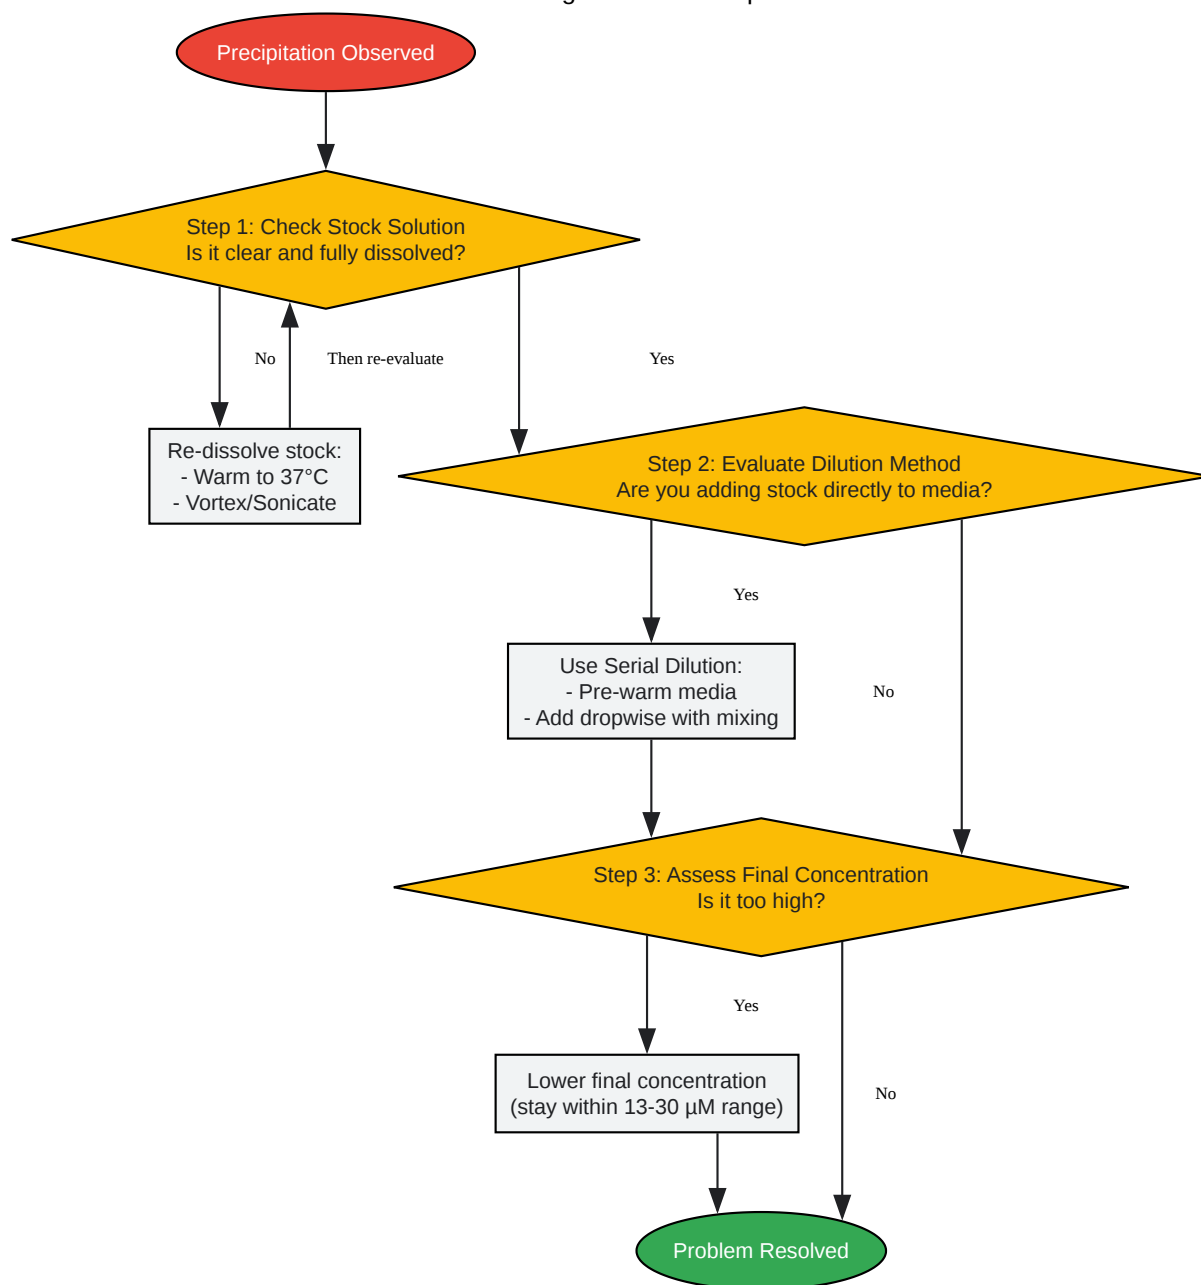 Precipitation Observed
Step 1: Check Stock Solution
Is it clear and fully dissolved?
No
Then re-evaluate
Yes
Re-dissolve stock:
- Warm to 37°C
- Vortex/Sonicate
Step 2: Evaluate Dilution Method
Are you adding stock directly to media?
Yes
Use Serial Dilution:
- Pre-warm media
- Add dropwise with mixing
No
Step 3: Assess Final Concentration
Is it too high?
Yes
Lower final concentration
(stay within 13-30 µM range)
No
Problem Resolved